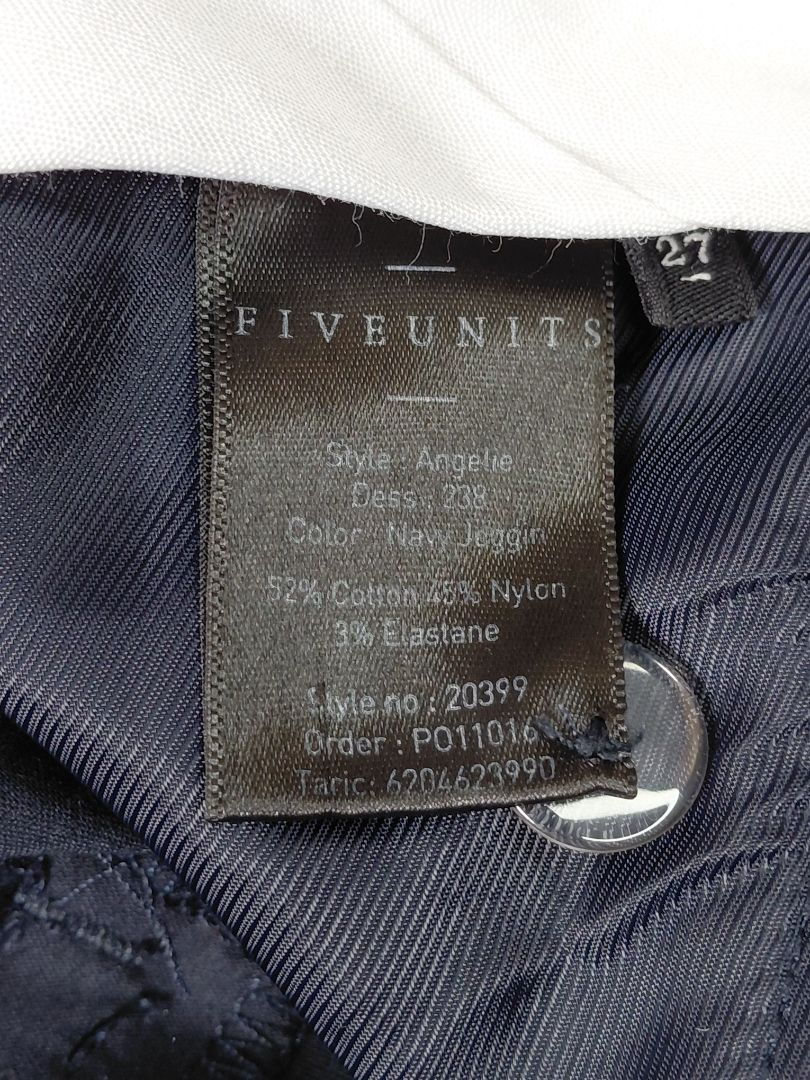 27
FIVEUNITS
Style : Angelie
Dess : 238
Color : Navy Jeggin
52% Cotton 45% Nylon
3% Elastane
Style no : 20399
Order : PO11016
Taric: 6204623990